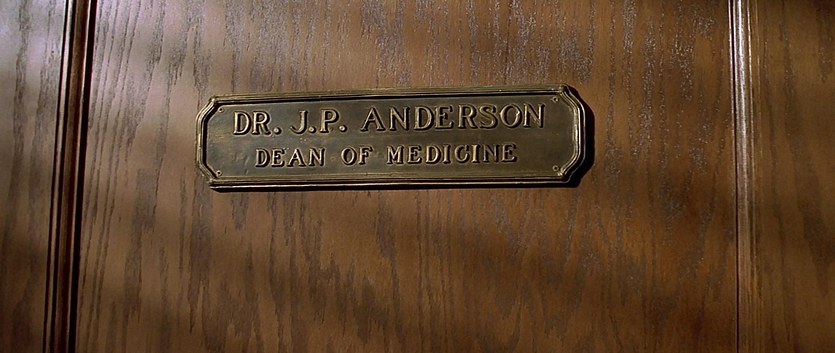 DR. J.P. ANDERSON
DEAN OF MEDICINE